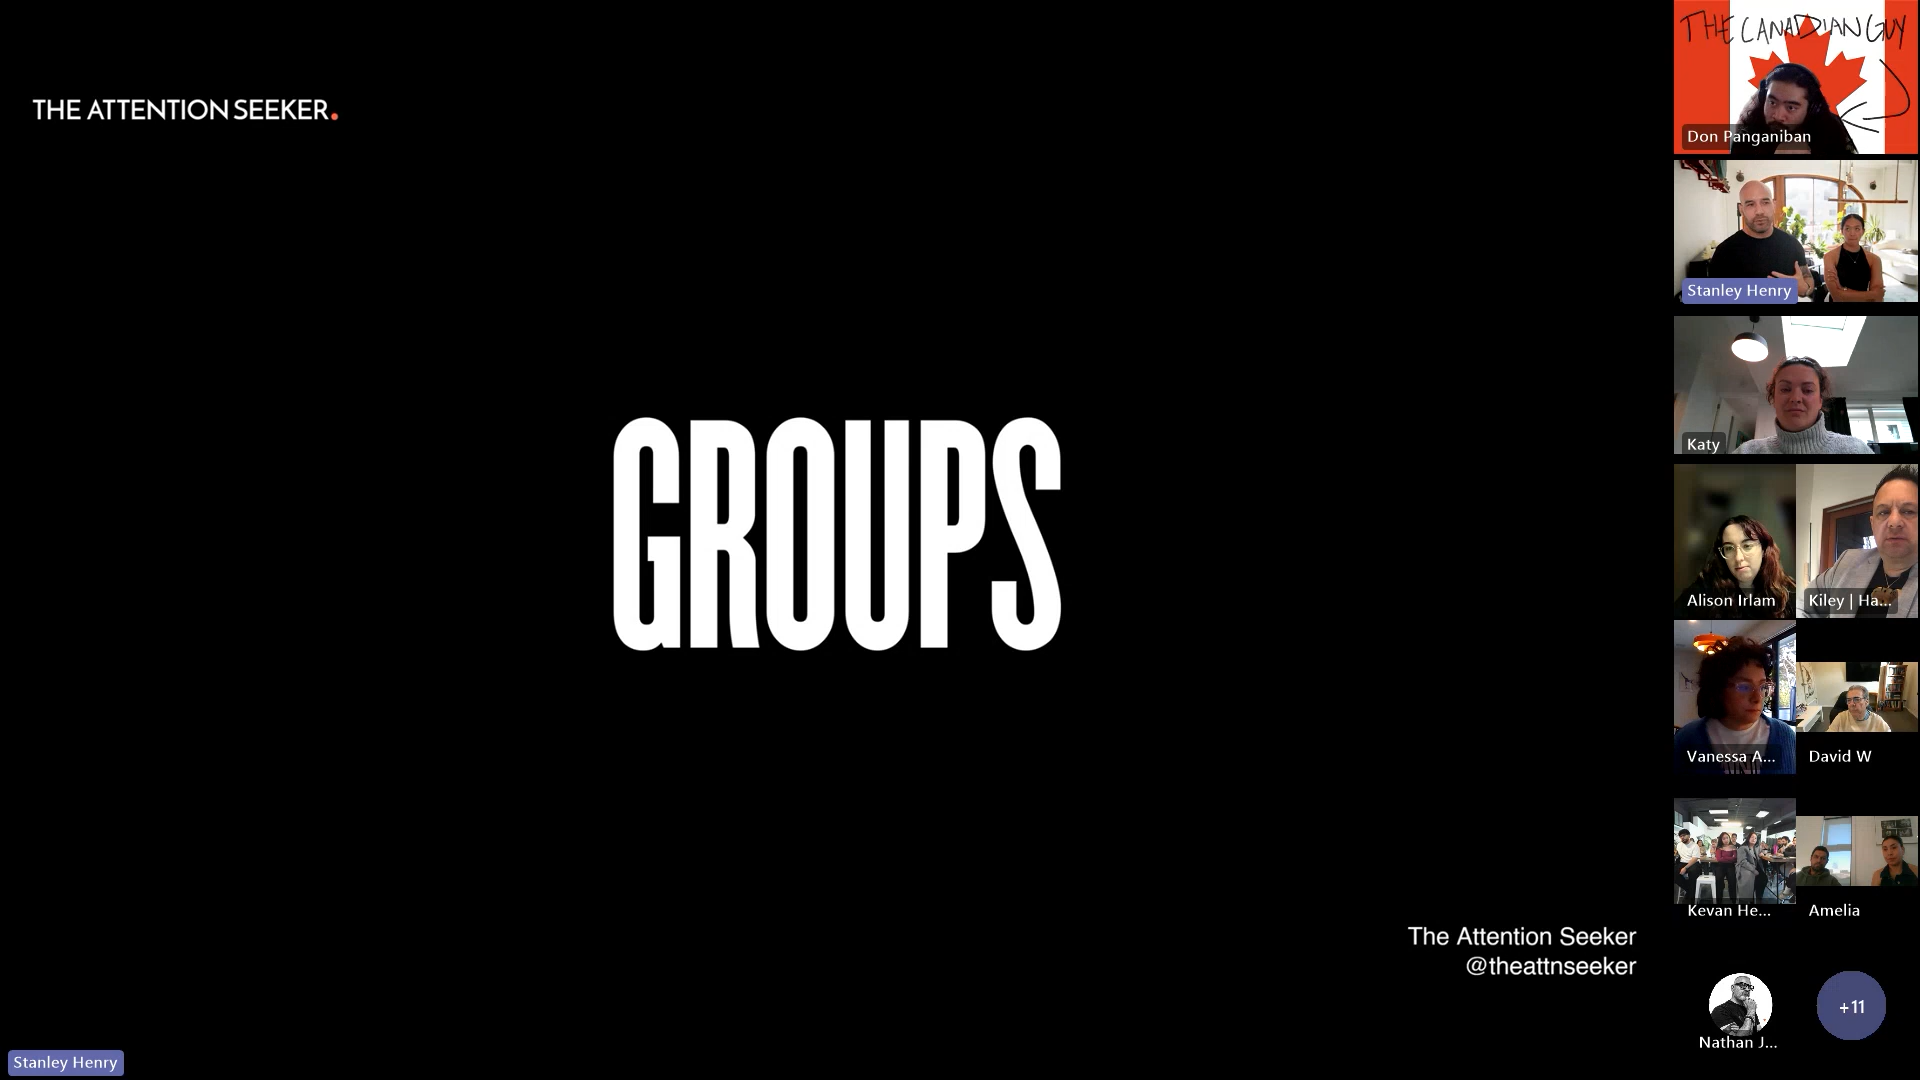 THE ATTENTION SEEKER.
GROUPS
The Attention Seeker
@theattnseeker
Stanley Henry
THE CANADIAN GUY
Don Panganiban
Stanley Henry
Katy
Alison Irlam
Kiley | Ha...
Vanessa A...
David W
Kevan He...
Amelia
Nathan J...
+11